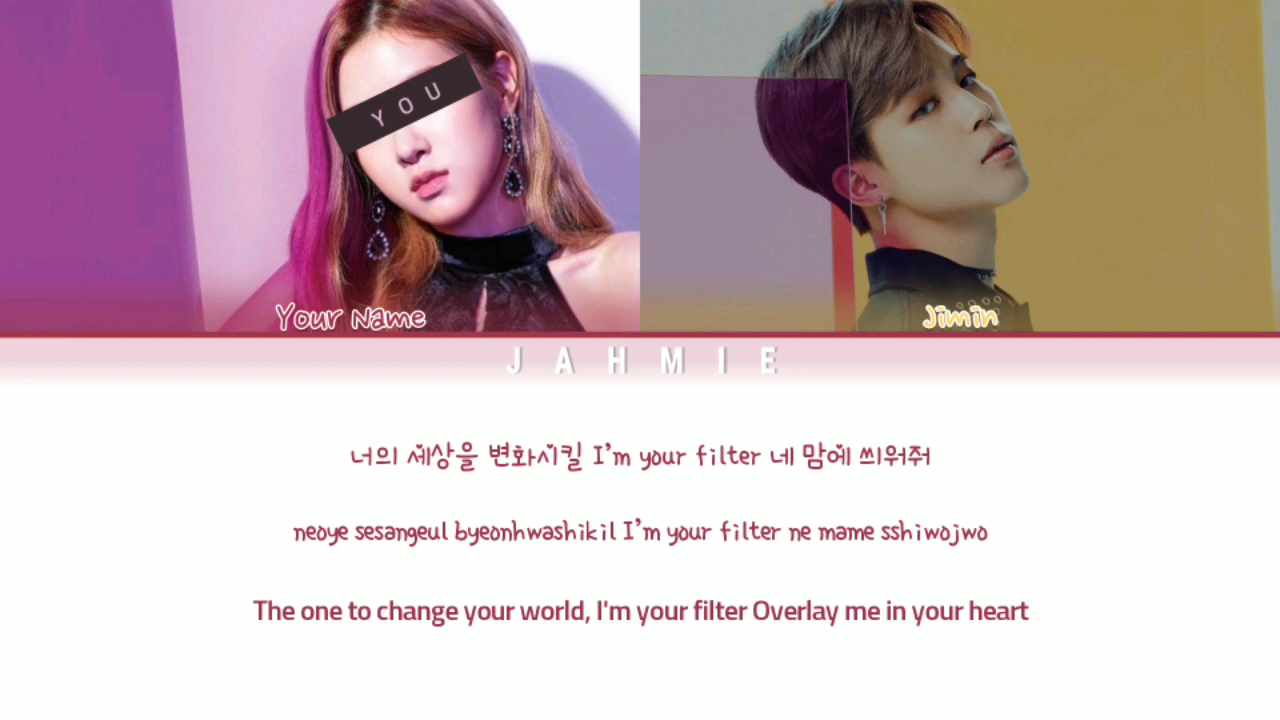 YOU
Your Name
Jimin
JAHMIE
너의 세상을 변화시킬 I’m your filter 네 맘에 씌워줘
neoye sesangeul byeonhwashikil I’m your filter ne mame sshiwojwo
The one to change your world, I'm your filter Overlay me in your heart